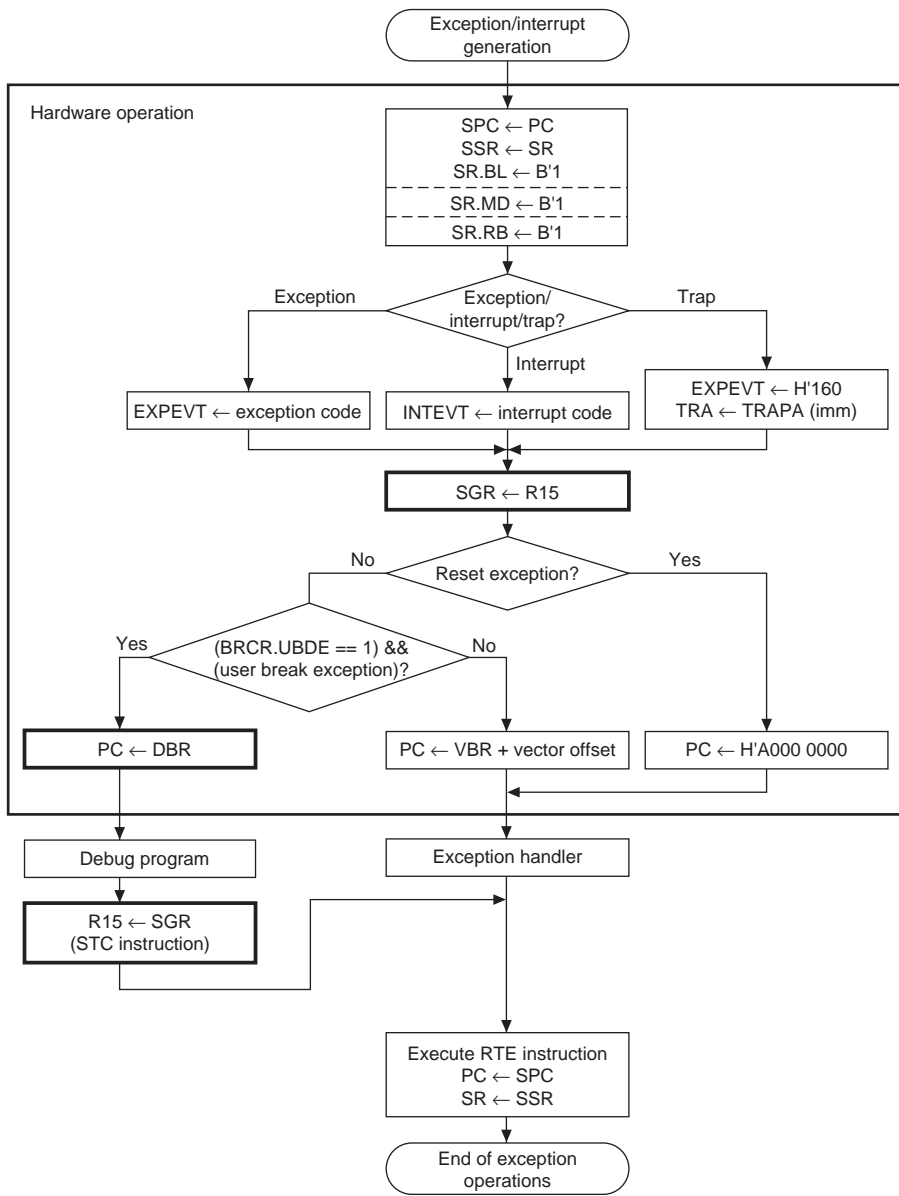 Exception/interrupt
generation
Hardware operation
SPC ← PC
SSR ← SR
SR.BL ← B'1
SR.MD ← B'1
SR.RB ← B'1
Exception
Exception/
interrupt/trap?
Trap
Interrupt
EXPEVT ← exception code
INTEVT ← interrupt code
EXPEVT ← H'160
TRA ← TRAPA (imm)
SGR ← R15
No
Reset exception?
Yes
Yes
(BRCR.UBDE == 1) &&
(user break exception)?
No
PC ← DBR
PC ← VBR + vector offset
PC ← H'A000 0000
Debug program
Exception handler
R15 ← SGR
(STC instruction)
Execute RTE instruction
PC ← SPC
SR ← SSR
End of exception
operations